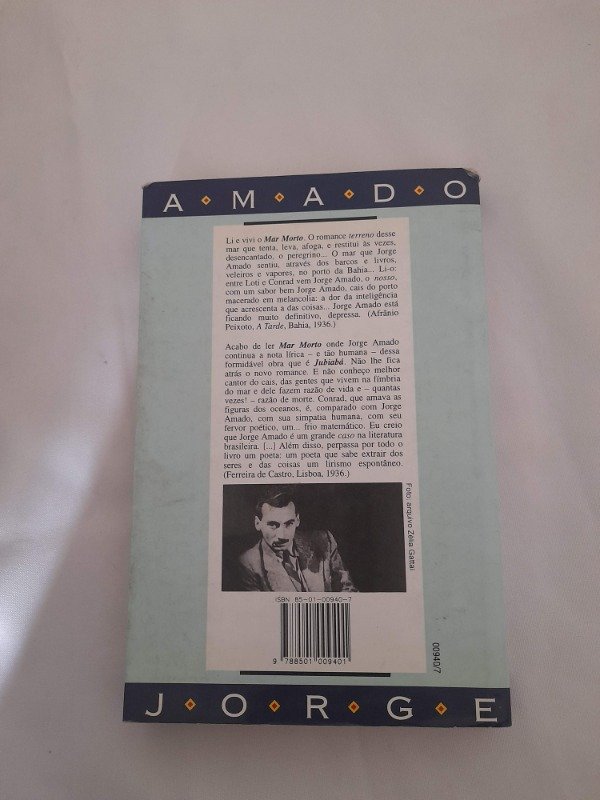 AMADO
Li e vivi o Mar Morto. O romance terreno desse
mar que tenta, leva, afoga, e restitui às vezes,
desencantado, o peregrino... O mar que Jorge
Amado sentiu, através dos barcos e livros,
veleiros e vapores, no porto da Bahia... Li-o:
entre Loti e Conrad vem Jorge Amado, o nosso,
com um sabor bem Jorge Amado, cais do porto
macerado em melancolia: a dor da inteligência
que acrescenta a das coisas... Jorge Amado está
ficando muito definitivo, depressa. (Afrânio
Peixoto, A Tarde, Bahia, 1936.)
Acabo de ler Mar Morto onde Jorge Amado
continua a nota lírica – e tão humana – dessa
formidável obra que é Jubiabá. Não lhe fica
atrás o novo romance. E não conheço melhor
cantor do cais, das gentes que vivem na fímbria
do mar e dele fazem razão de vida e – quantas
vezes! – razão de morte. Conrad, que amava as
figuras dos oceanos, é, comparado com Jorge
Amado, com sua simpatia humana, com seu
fervor poético, um... frio matemático. Eu creio
que Jorge Amado é um grande caso na literatura
brasileira. [...] Além disso, perpassa por todo o
livro um poeta: um poeta que sabe extrair dos
seres e das coisas um lirismo espontâneo.
(Ferreira de Castro, Lisboa, 1936.)
Foto: arquivo Zélia Gattai
ISBN 85-01-00940-7
9 788501 009401
00940/7
JORGE